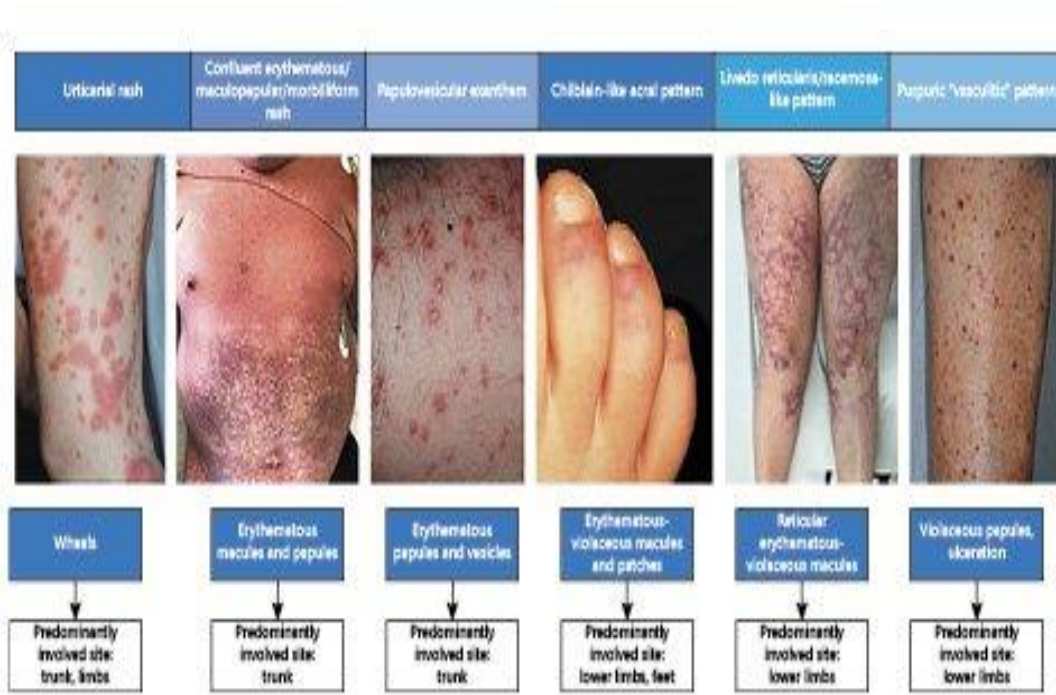 Urticarial rash
Confluent erythematous/
maculopapular/morbilliform
rash
Papulovesicular exanthem
Chilblain-like acral pattern
Livedo reticularis/racemosa-
like pattern
Purpuric "vasculitic" pattern
Wheals
Erythematous
macules and papules
Erythematous
papules and vesicles
Erythematous-
violaceous macules
and patches
Reticular
erythematous-
violaceous macules
Violaceous papules,
ulceration
Predominantly
involved site:
trunk, limbs
Predominantly
involved site:
trunk
Predominantly
involved site:
trunk
Predominantly
involved site:
lower limbs, feet
Predominantly
involved site:
lower limbs
Predominantly
involved site:
lower limbs